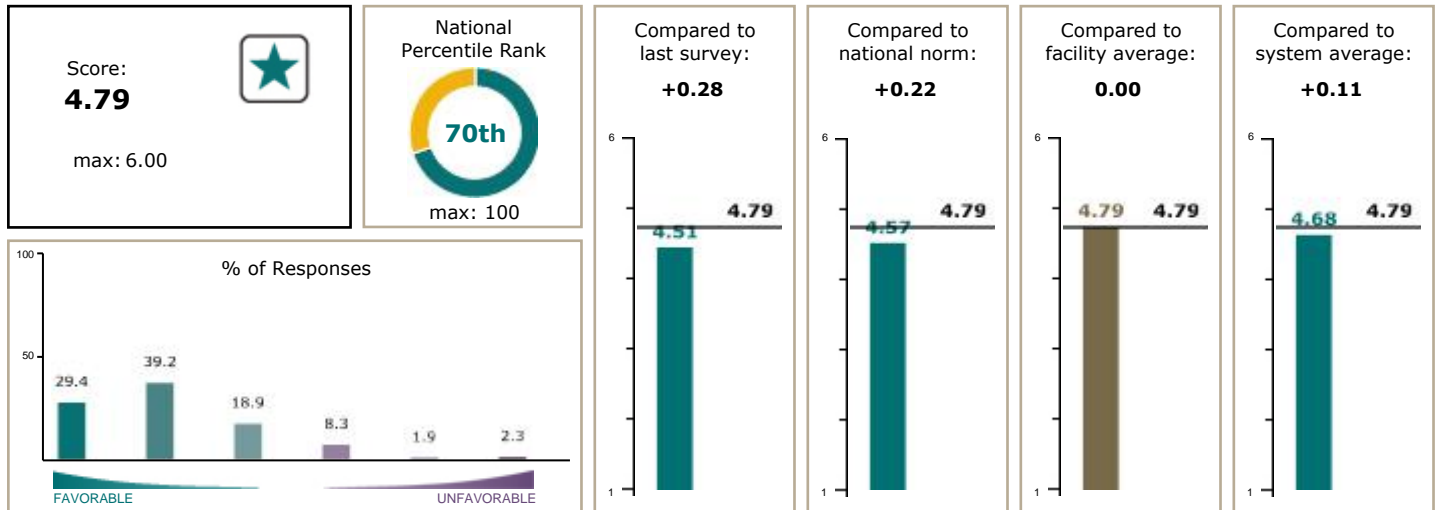 Score:
4.79
max: 6.00
National
Percentile Rank
70th
max: 100
% of Responses
100
50
29.4
39.2
18.9
8.3
1.9
2.3
FAVORABLE
UNFAVORABLE
Compared to
last survey:
+0.28
6
4.79
4.51
1
Compared to
national norm:
+0.22
6
4.79
4.57
1
Compared to
facility average:
0.00
6
4.79 4.79
1
Compared to
system average:
+0.11
6
4.79
4.68
1